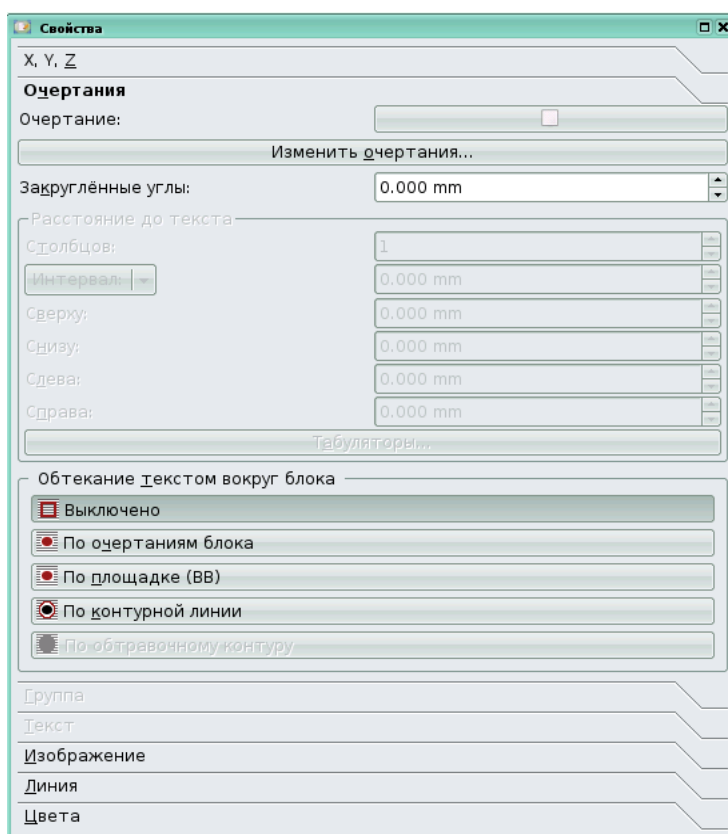 Свойства
X, Y, Z
Очертания
Очертание:
Изменить очертания...
Закруглённые углы: 0.000 mm
Расстояние до текста
Столбцов: 1
Интервал: 0.000 mm
Сверху: 0.000 mm
Снизу: 0.000 mm
Слева: 0.000 mm
Справа: 0.000 mm
Табуляторы...
Обтекание текстом вокруг блока
Выключено
По очертаниям блока
По площадке (BB)
По контурной линии
По обтравочному контуру
Группа
Текст
Изображение
Линия
Цвета